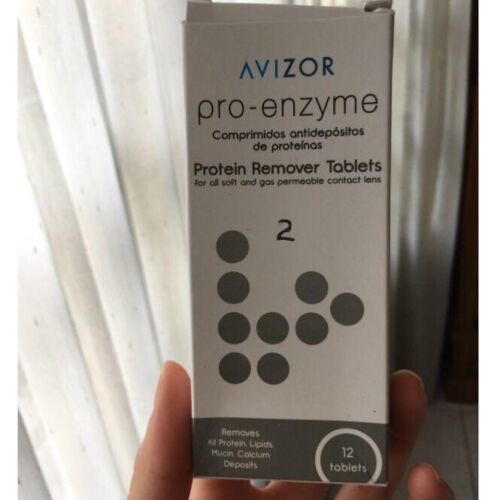 AVIZOR
pro-enzyme
Comprimidos antidepósitos
de proteínas
Protein Remover Tablets
For all soft and gas permeable contact lens
2
Removes
All Protein. Lipids.
Mucin. Calcium
Deposits
12
tablets